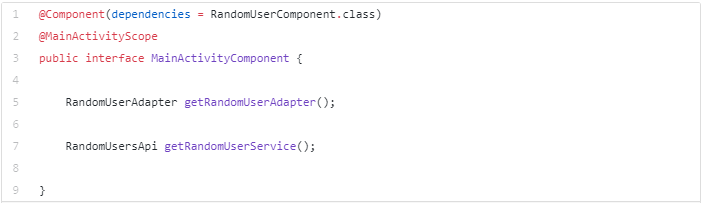 1 @Component(dependencies = RandomUserComponent.class)
2 @MainActivityScope
3 public interface MainActivityComponent {
4
5     RandomUserAdapter getRandomUserAdapter();
6
7     RandomUsersApi getRandomUserService();
8
9 }